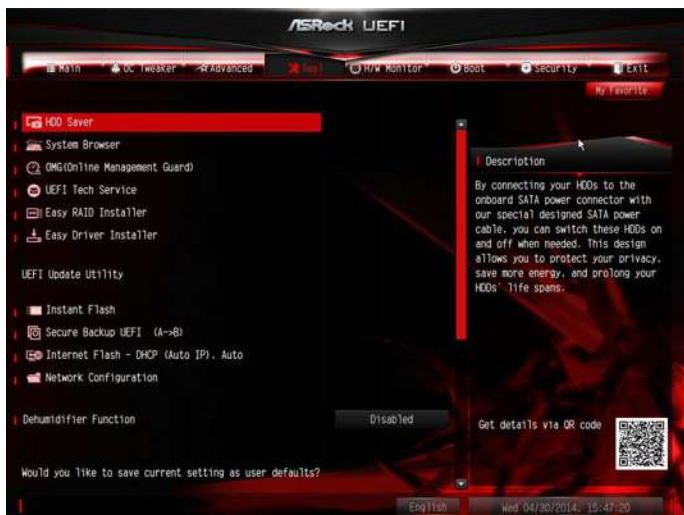 ASRock UEFI
Main OC Tweaker Advanced Tool H/W Monitor Boot Security Exit
My Favorite
HDD Saver
System Browser
OMG(Online Management Guard)
UEFI Tech Service
Easy RAID Installer
Easy Driver Installer
UEFI Update Utility
Instant Flash
Secure Backup UEFI (A->B)
Internet Flash - DHCP (Auto IP), Auto
Network Configuration
Dehumidifier Function Disabled
Would you like to save current setting as user defaults?
Description
By connecting your HDDs to the
onboard SATA power connector with
our special designed SATA power
cable, you can switch these HDDs on
and off when needed. This design
allows you to protect your privacy,
save more energy, and prolong your
HDDs' life spans.
Get details via QR code
English Wed 04/30/2014, 15:47:20